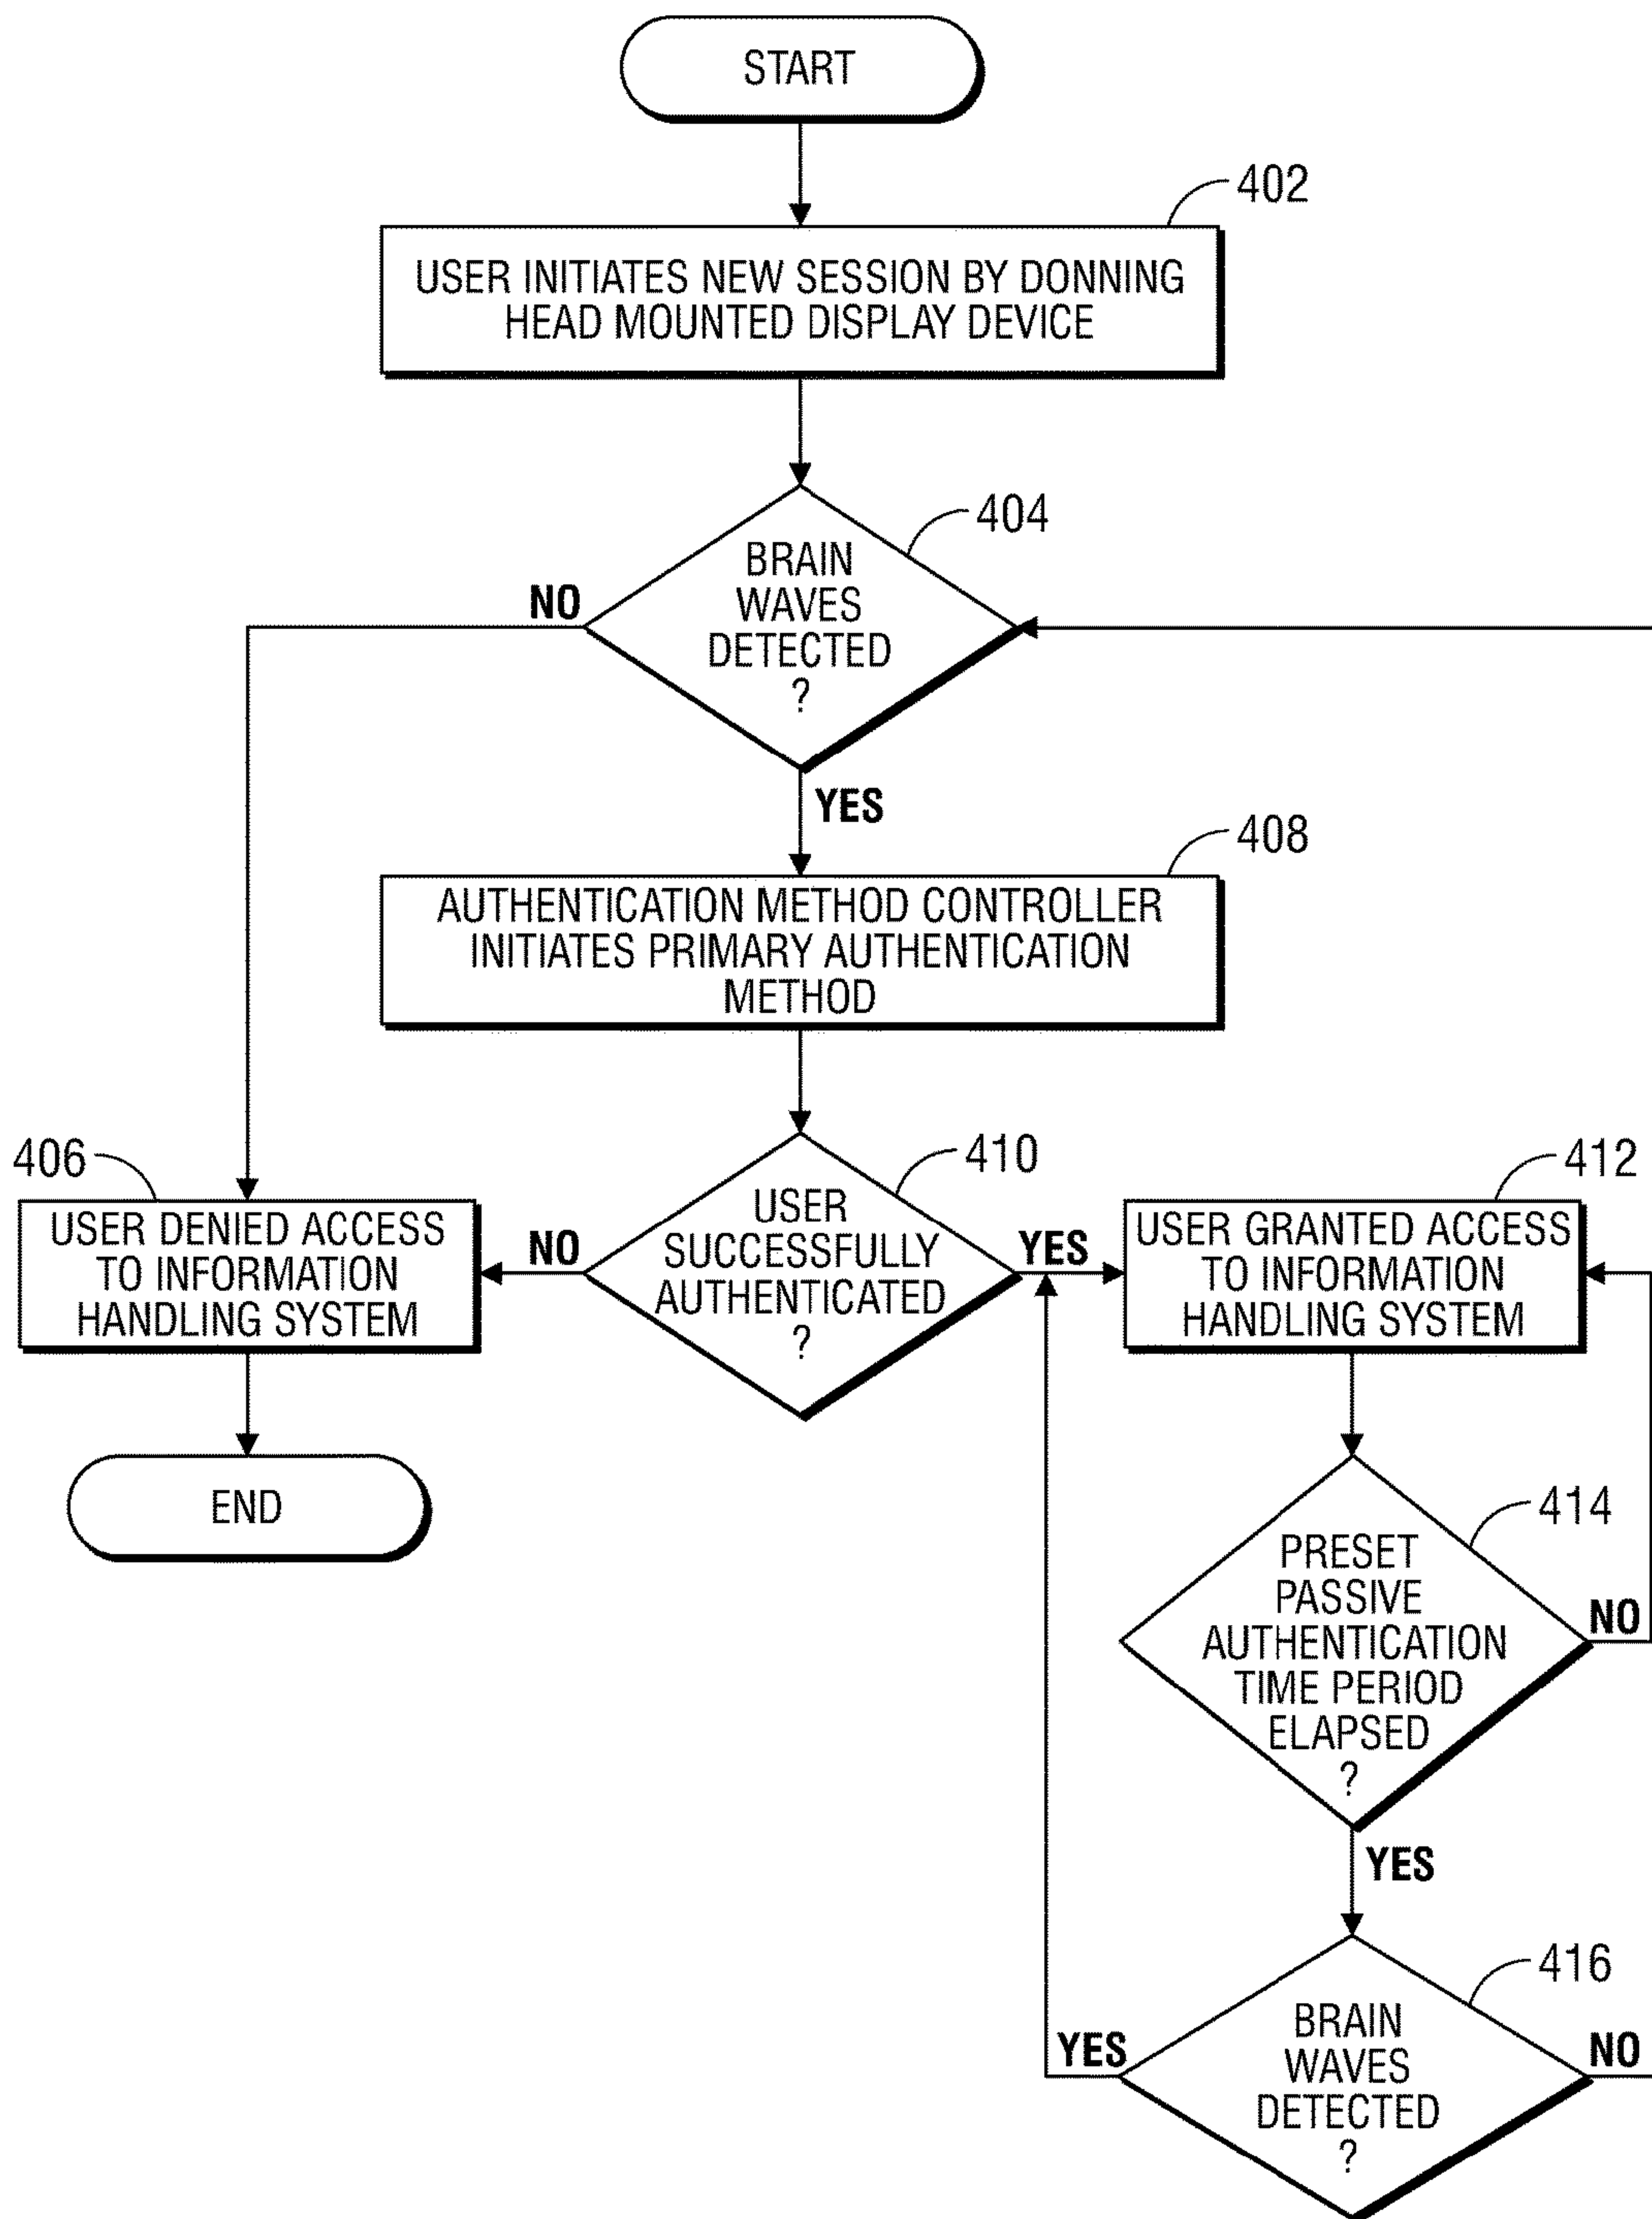 START
402
USER INITIATES NEW SESSION BY DONNING
HEAD MOUNTED DISPLAY DEVICE
404
BRAIN
WAVES
DETECTED
?
NO
YES
408
AUTHENTICATION METHOD CONTROLLER
INITIATES PRIMARY AUTHENTICATION
METHOD
406
USER DENIED ACCESS
TO INFORMATION
HANDLING SYSTEM
NO
410
USER
SUCCESSFULLY
AUTHENTICATED
?
YES
412
USER GRANTED ACCESS
TO INFORMATION
HANDLING SYSTEM
END
414
PRESET
PASSIVE
AUTHENTICATION
TIME PERIOD
ELAPSED
?
NO
YES
416
BRAIN
WAVES
DETECTED
?
YES
NO